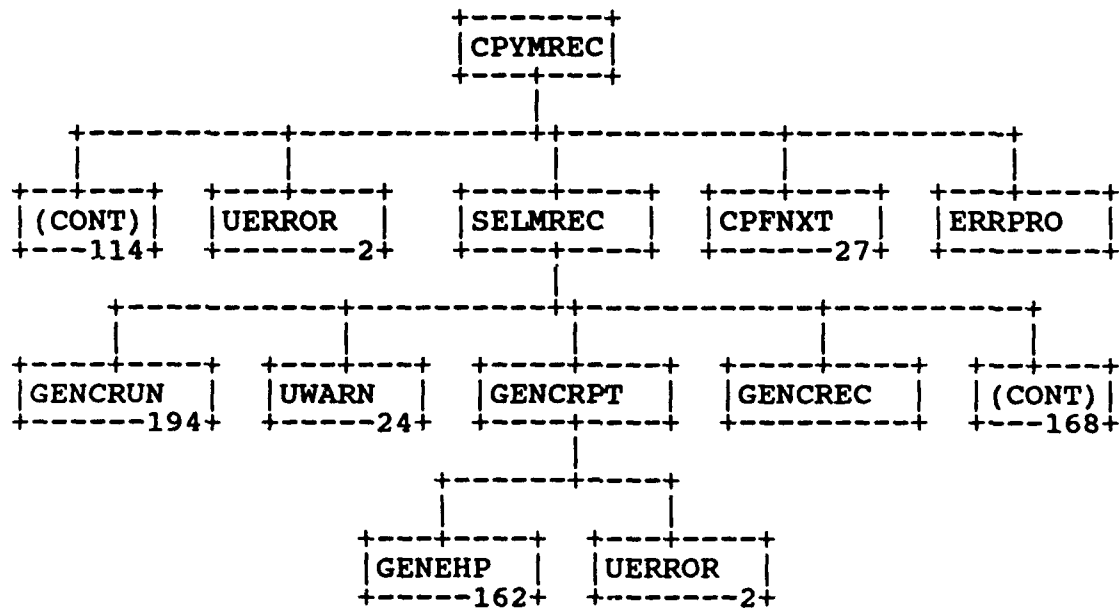 CPYMREC
(CONT) UERROR SELMREC CPFNXT ERRPRO
114 2 27
GENCRUN UWARN GENCRPT GENCREC (CONT)
194 24 168
GENEHP UERROR
162 2